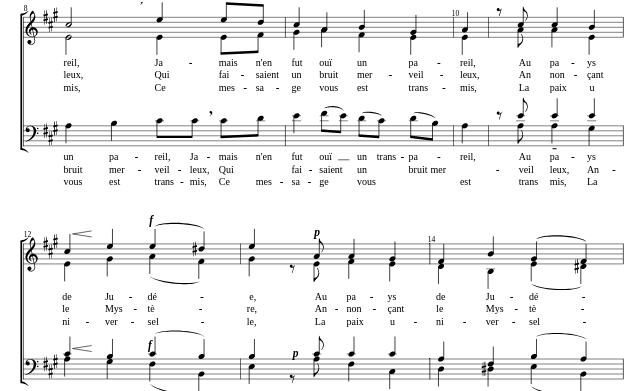 8
10
reil, Ja - mais n'en fut ouï un pa - reil, Au pa - ys
leux, Qui fai - saient un bruit mer - veil - leux, An non - çant
mis, Ce mes - sa - ge vous est trans - mis, La paix u
un pa - reil, Ja - mais n'en fut ouï __ un trans - pa - reil, Au pa - ys
bruit mer - veil - leux, Qui fai - saient un bruit mer - veil leux, An -
vous est trans - mis, Ce mes - sa - ge vous est trans mis, La
12 f p 14
de Ju - dé - e, Au pa - ys de Ju - dé -
le Mys - tè - re, An - non - çant le Mys - tè -
ni - ver - sel - le, La paix u - ni - ver - sel -
f p